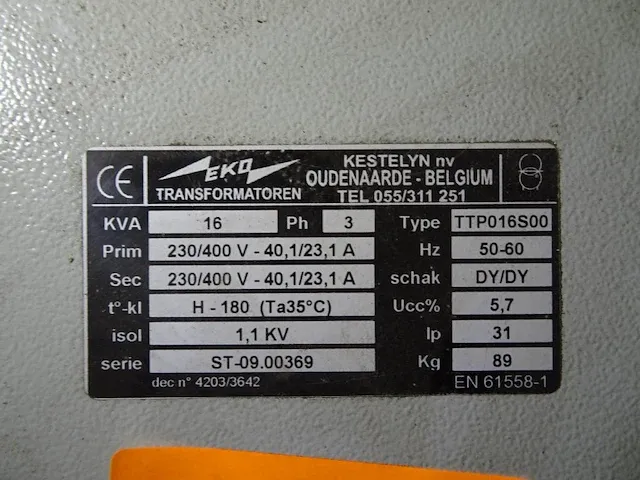 CE
EKO
TRANSFORMATOREN
KESTELYN nv
OUDENAARDE - BELGIUM
TEL 055/311 251
KVA 16 Ph 3 Type TTP016S00
Prim 230/400 V - 40,1/23,1 A Hz 50-60
Sec 230/400 V - 40,1/23,1 A schak DY/DY
t°-kl H - 180 (Ta35°C) Ucc% 5,7
isol 1,1 KV Ip 31
serie ST-09.00369 Kg 89
dec n° 4203/3642 EN 61558-1